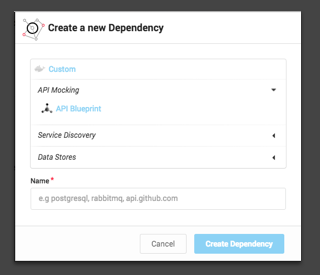 Create a new Dependency
Custom
API Mocking
API Blueprint
Service Discovery
Data Stores
Name *
e.g postgresql, rabbitmq, api.github.com
Cancel
Create Dependency